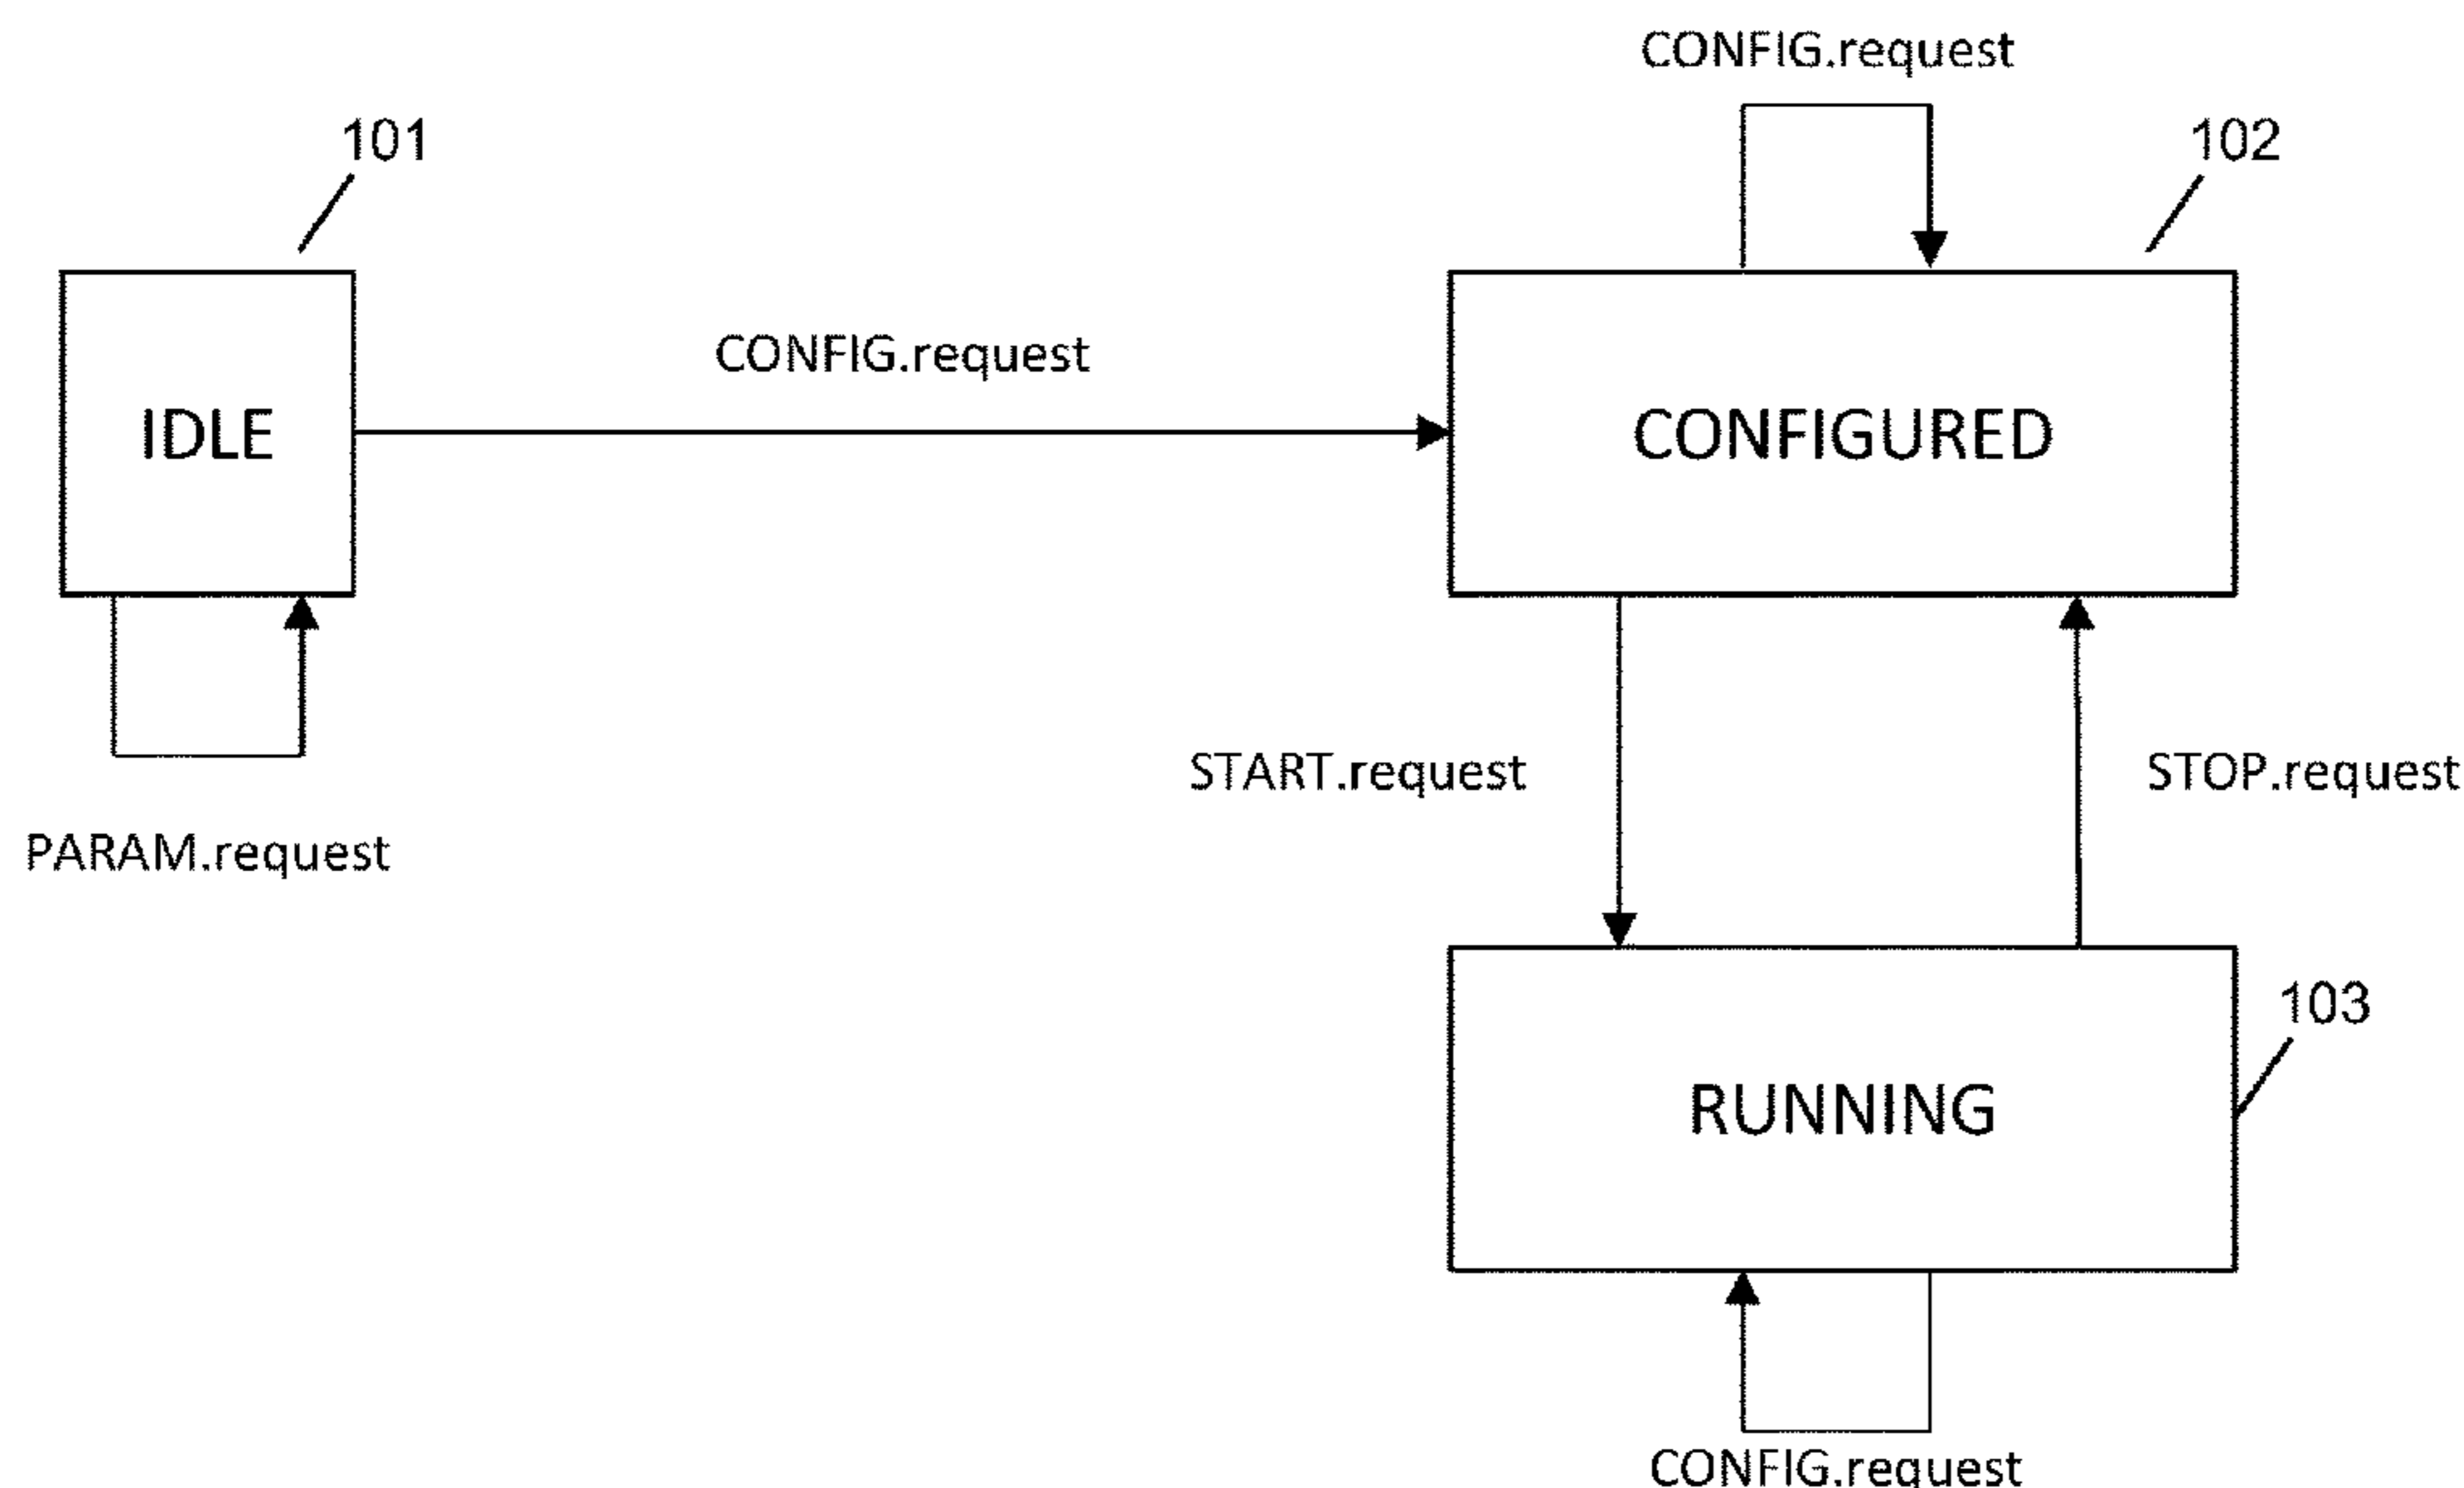 CONFIG.request
101
102
CONFIG.request
IDLE
CONFIGURED
START.request
STOP.request
PARAM.request
103
RUNNING
CONFIG.request